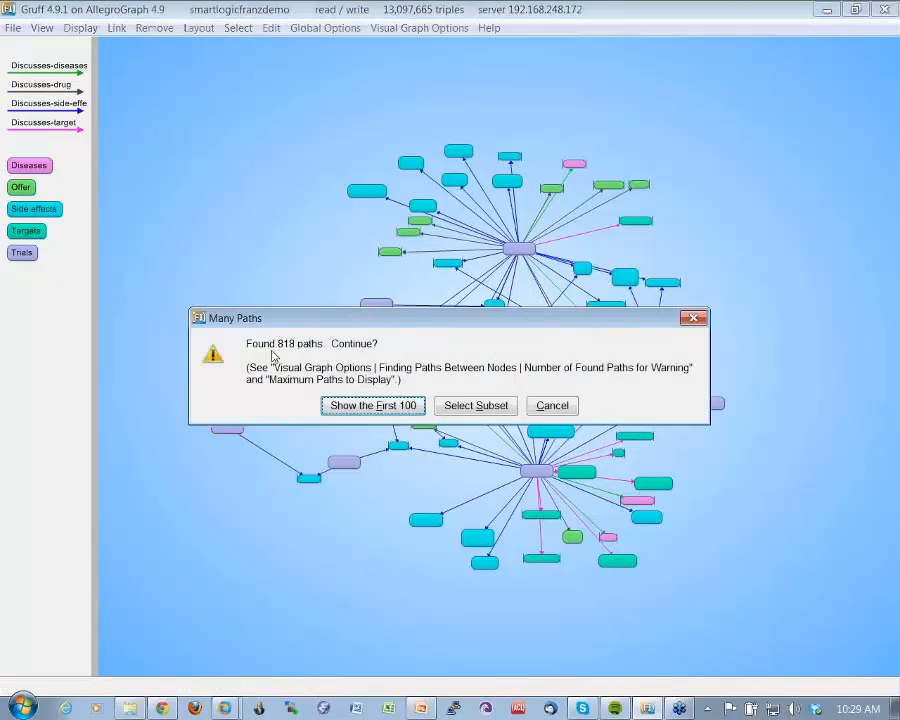 Gruff 4.9.1 on AllegroGraph 4.9 smartlogicfranzdemo read / write 13,097,665 triples server 192.168.248.172
File View Display Link Remove Layout Select Edit Global Options Visual Graph Options Help
Discusses-diseases
Discusses-drug
Discusses-side-effe
Discusses-target
Diseases
Offer
Side effects
Targets
Trials
Many Paths
Found 818 paths. Continue?
(See "Visual Graph Options | Finding Paths Between Nodes | Number of Found Paths for Warning"
and "Maximum Paths to Display".)
Show the First 100 Select Subset Cancel
10:29 AM